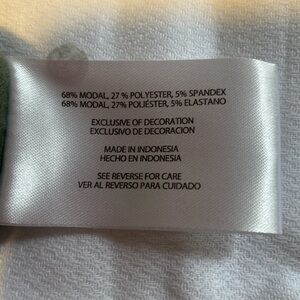 68% MODAL, 27 % POLYESTER, 5% SPANDEX
68% MODAL, 27% POLIÉSTER, 5% ELASTANO
EXCLUSIVE OF DECORATION
EXCLUSIVO DE DECORACION
MADE IN INDONESIA
HECHO EN INDONESIA
SEE REVERSE FOR CARE
VER AL REVERSO PARA CUIDADO